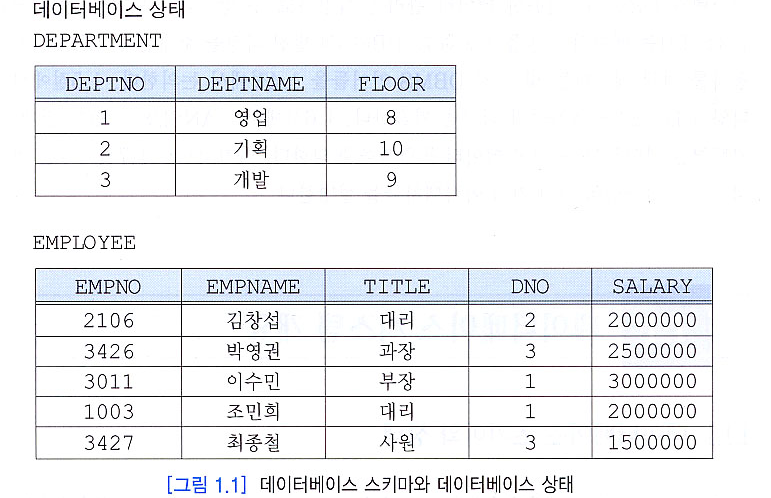 데이터베이스 상태
DEPARTMENT
DEPTNO DEPTNAME FLOOR
1 영업 8
2 기획 10
3 개발 9
EMPLOYEE
EMPNO EMPNAME TITLE DNO SALARY
2106 김창섭 대리 2 2000000
3426 박영권 과장 3 2500000
3011 이수민 부장 1 3000000
1003 조민희 대리 1 2000000
3427 최종철 사원 3 1500000
[그림 1.1] 데이터베이스 스키마와 데이터베이스 상태